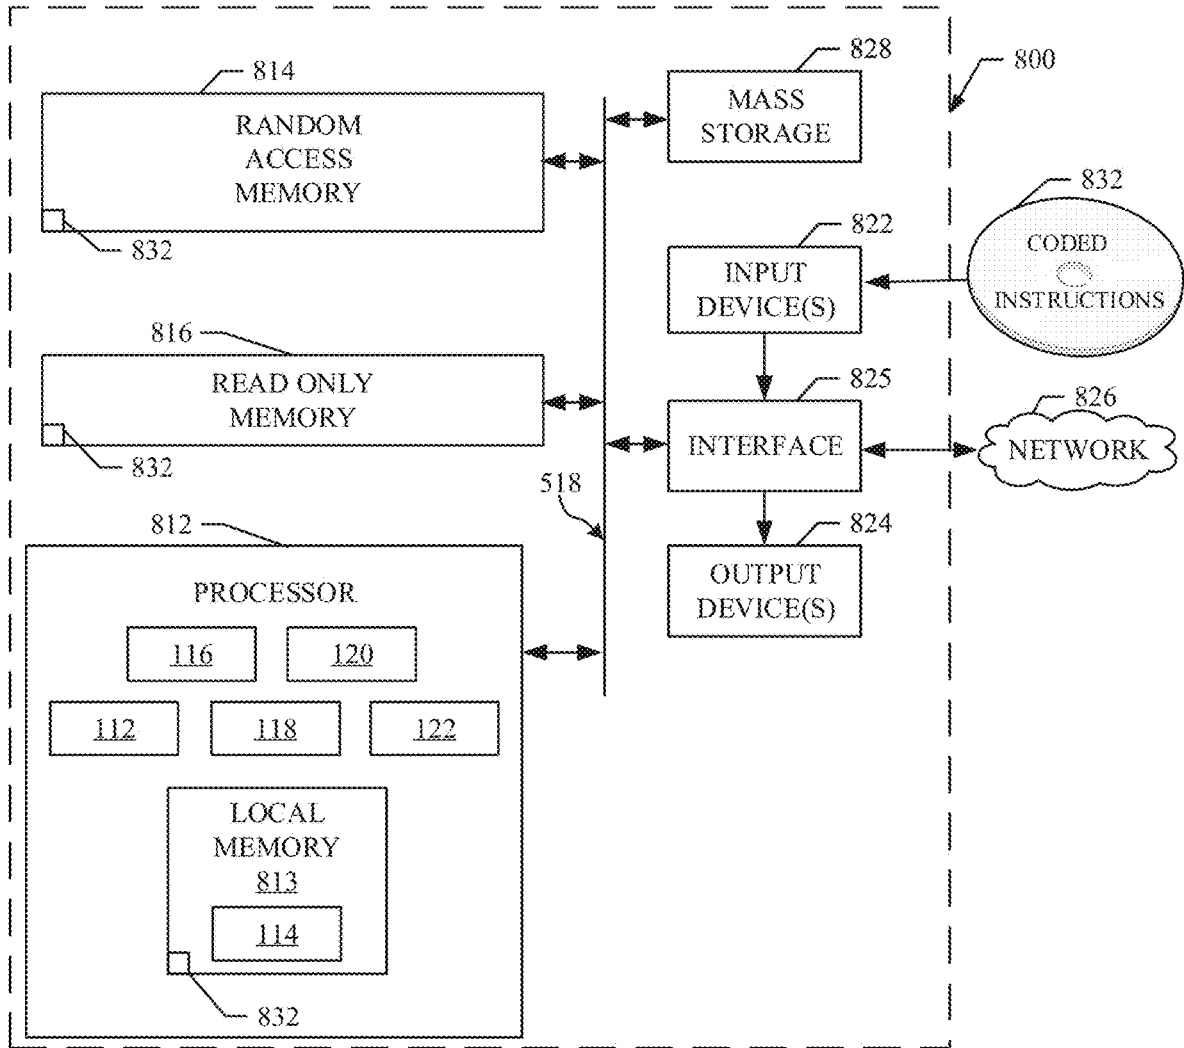 814
RANDOM
ACCESS
MEMORY
832
828
MASS
STORAGE
800
822
INPUT
DEVICE(S)
832
CODED
INSTRUCTIONS
816
READ ONLY
MEMORY
832
825
INTERFACE
826
NETWORK
518
824
OUTPUT
DEVICE(S)
812
PROCESSOR
116
120
112
118
122
LOCAL
MEMORY
813
114
832